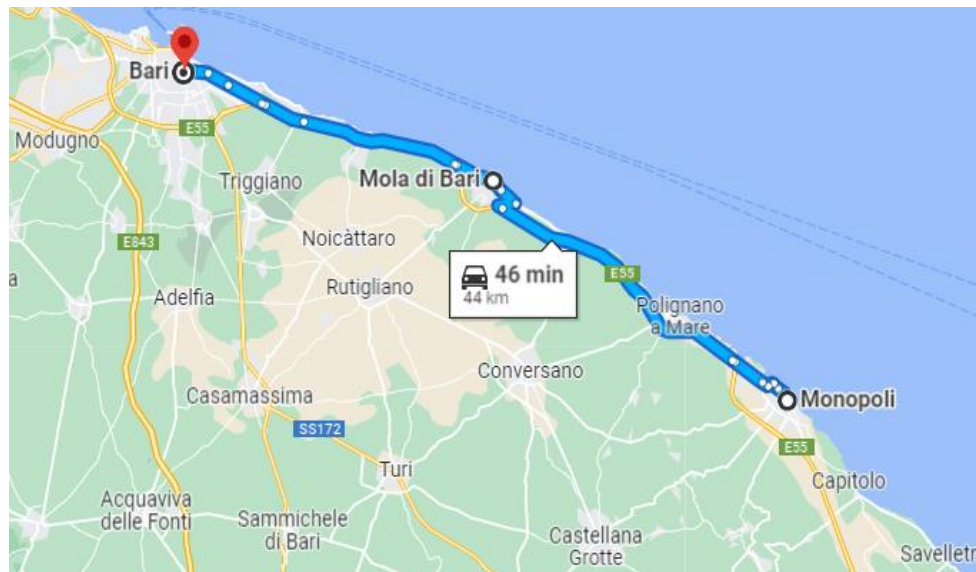 Bari
E55
Modugno
Triggiano
Mola di Bari
E843
Noicàttaro
46 min
44 km
E55
Adelfia
Rutigliano
Polignano
a Mare
Conversano
Casamassima
Monopoli
SS172
E55
Turi
Capitolo
Acquaviva
delle Fonti
Sammichele
di Bari
Castellana
Grotte
Savelletr
a